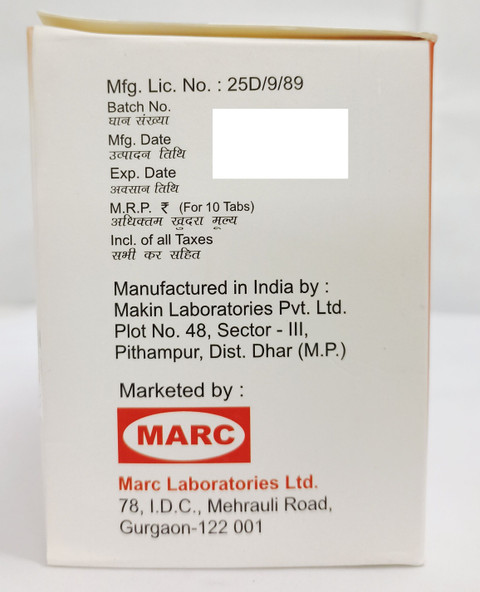 Mfg. Lic. No. : 25D/9/89
Batch No.
घान संख्या
Mfg. Date
उत्पादन तिथि
Exp. Date
अवसान तिथि
M.R.P. ₹ (For 10 Tabs)
अधिक्तम खुदरा मूल्य
Incl. of all Taxes
सभी कर सहित
Manufactured in India by :
Makin Laboratories Pvt. Ltd.
Plot No. 48, Sector - III,
Pithampur, Dist. Dhar (M.P.)
Marketed by :
MARC
Marc Laboratories Ltd.
78, I.D.C., Mehrauli Road,
Gurgaon-122 001